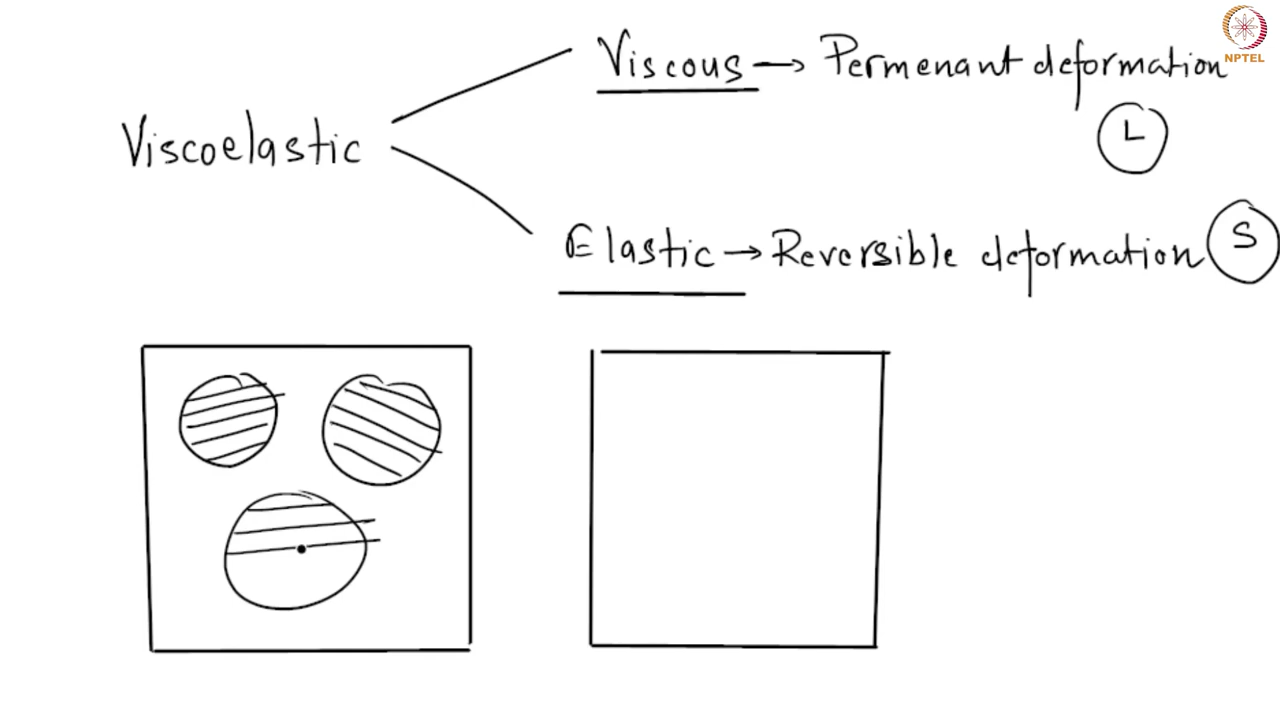 Viscous → Permenant deformation
L
Viscoelastic
Elastic → Reversible deformation
S
NPTEL